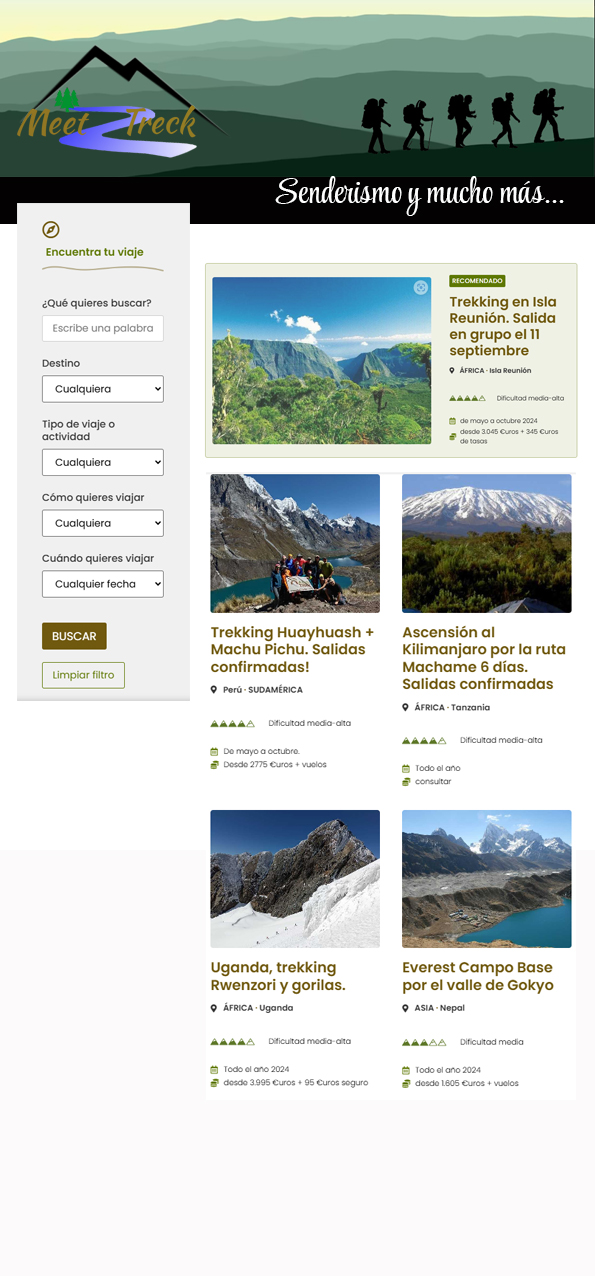 Meet Treck
Senderismo y mucho más...
Encuentra tu viaje
¿Qué quieres buscar?
Escribe una palabra
Destino
Cualquiera
Tipo de viaje o
actividad
Cualquiera
Cómo quieres viajar
Cualquiera
Cuándo quieres viajar
Cualquier fecha
BUSCAR
Limpiar filtro
RECOMENDADO
Trekking en Isla
Reunión. Salida
en grupo el 11
septiembre
ÁFRICA · Isla Reunión
Dificultad media-alta
de mayo a octubre 2024
desde 3.045 €uros + 345 €uros
de tasas
Trekking Huayhuash +
Machu Pichu. Salidas
confirmadas!
Perú · SUDAMÉRICA
Dificultad media-alta
De mayo a octubre.
Desde 2775 €uros + vuelos
Ascensión al
Kilimanjaro por la ruta
Machame 6 días.
Salidas confirmadas
ÁFRICA · Tanzania
Dificultad media-alta
Todo el año
consultar
Uganda, trekking
Rwenzori y gorilas.
ÁFRICA · Uganda
Dificultad media-alta
Todo el año 2024
desde 3.995 €uros + 95 €uros seguro
Everest Campo Base
por el valle de Gokyo
ASIA · Nepal
Dificultad media
Todo el año 2024
desde 1.605 €uros + vuelos